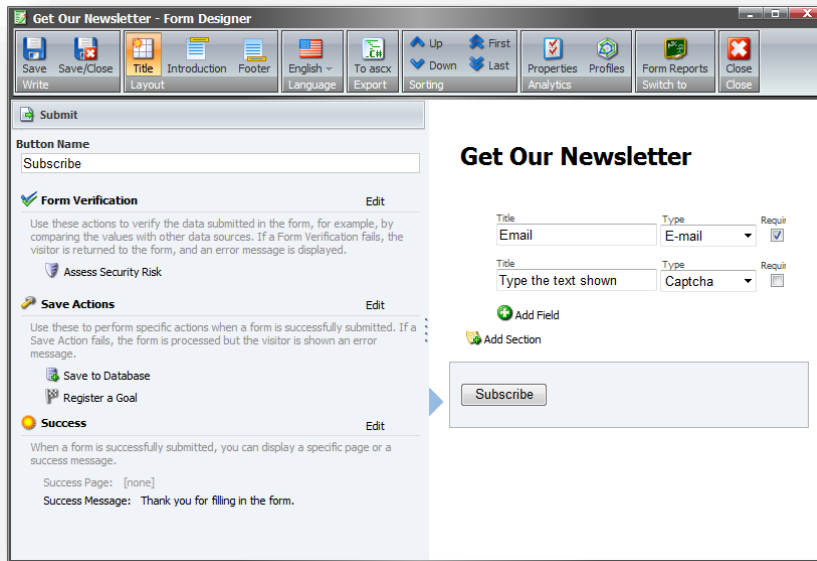 Get Our Newsletter - Form Designer
Save Save/Close Title Introduction Footer English To ascx Up First Down Last Properties Profiles Form Reports Close
C#
Write Layout Language Export Sorting Analytics Switch to Close
Submit
Button Name
Subscribe
Form Verification Edit
Use these actions to verify the data submitted in the form, for example, by
comparing the values with other data sources. If a Form Verification fails, the
visitor is returned to the form, and an error message is displayed.
Assess Security Risk
Save Actions Edit
Use these to perform specific actions when a form is successfully submitted. If a
Save Action fails, the form is processed but the visitor is shown an error
message.
Save to Database
Register a Goal
Success Edit
When a form is successfully submitted, you can display a specific page or a
success message.
Success Page: [none]
Success Message: Thank you for filling in the form.
Get Our Newsletter
Title Type Requir
Email E-mail
Title Type Requir
Type the text shown Captcha
Add Field
Add Section
Subscribe